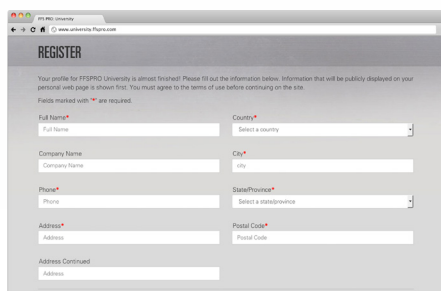 FFS PRO: University
www.university.ffspro.com
REGISTER
Your profile for FFSPRO University is almost finished! Please fill out the information below. Information that will be publicly displayed on your
personal web page is shown first. You must agree to the terms of use before continuing on the site.
Fields marked with "*" are required.
Full Name*
Full Name
Country*
Select a country
Company Name
Company Name
City*
city
Phone*
Phone
State/Province*
Select a state/province
Address*
Address
Postal Code*
Postal Code
Address Continued
Address